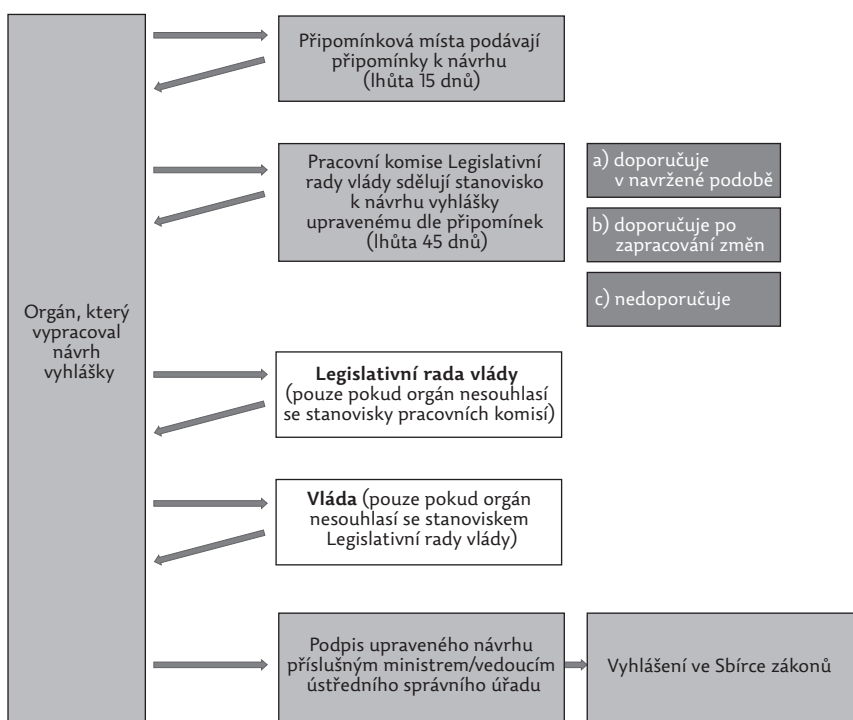 Připomínková místa podávají
připomínky k návrhu
(lhůta 15 dnů)
Pracovní komise Legislativní
rady vlády sdělují stanovisko
k návrhu vyhlášky
upravenému dle připomínek
(lhůta 45 dnů)
a) doporučuje
v navržené podobě
b) doporučuje po
zapracování změn
c) nedoporučuje
Orgán, který
vypracoval
návrh
vyhlášky
Legislativní rada vlády
(pouze pokud orgán nesouhlasí
se stanovisky pracovních komisí)
Vláda (pouze pokud orgán
nesouhlasí se stanoviskem
Legislativní rady vlády)
Podpis upraveného návrhu
příslušným ministrem/vedoucím
ústředního správního úřadu
Vyhlášení ve Sbírce zákonů